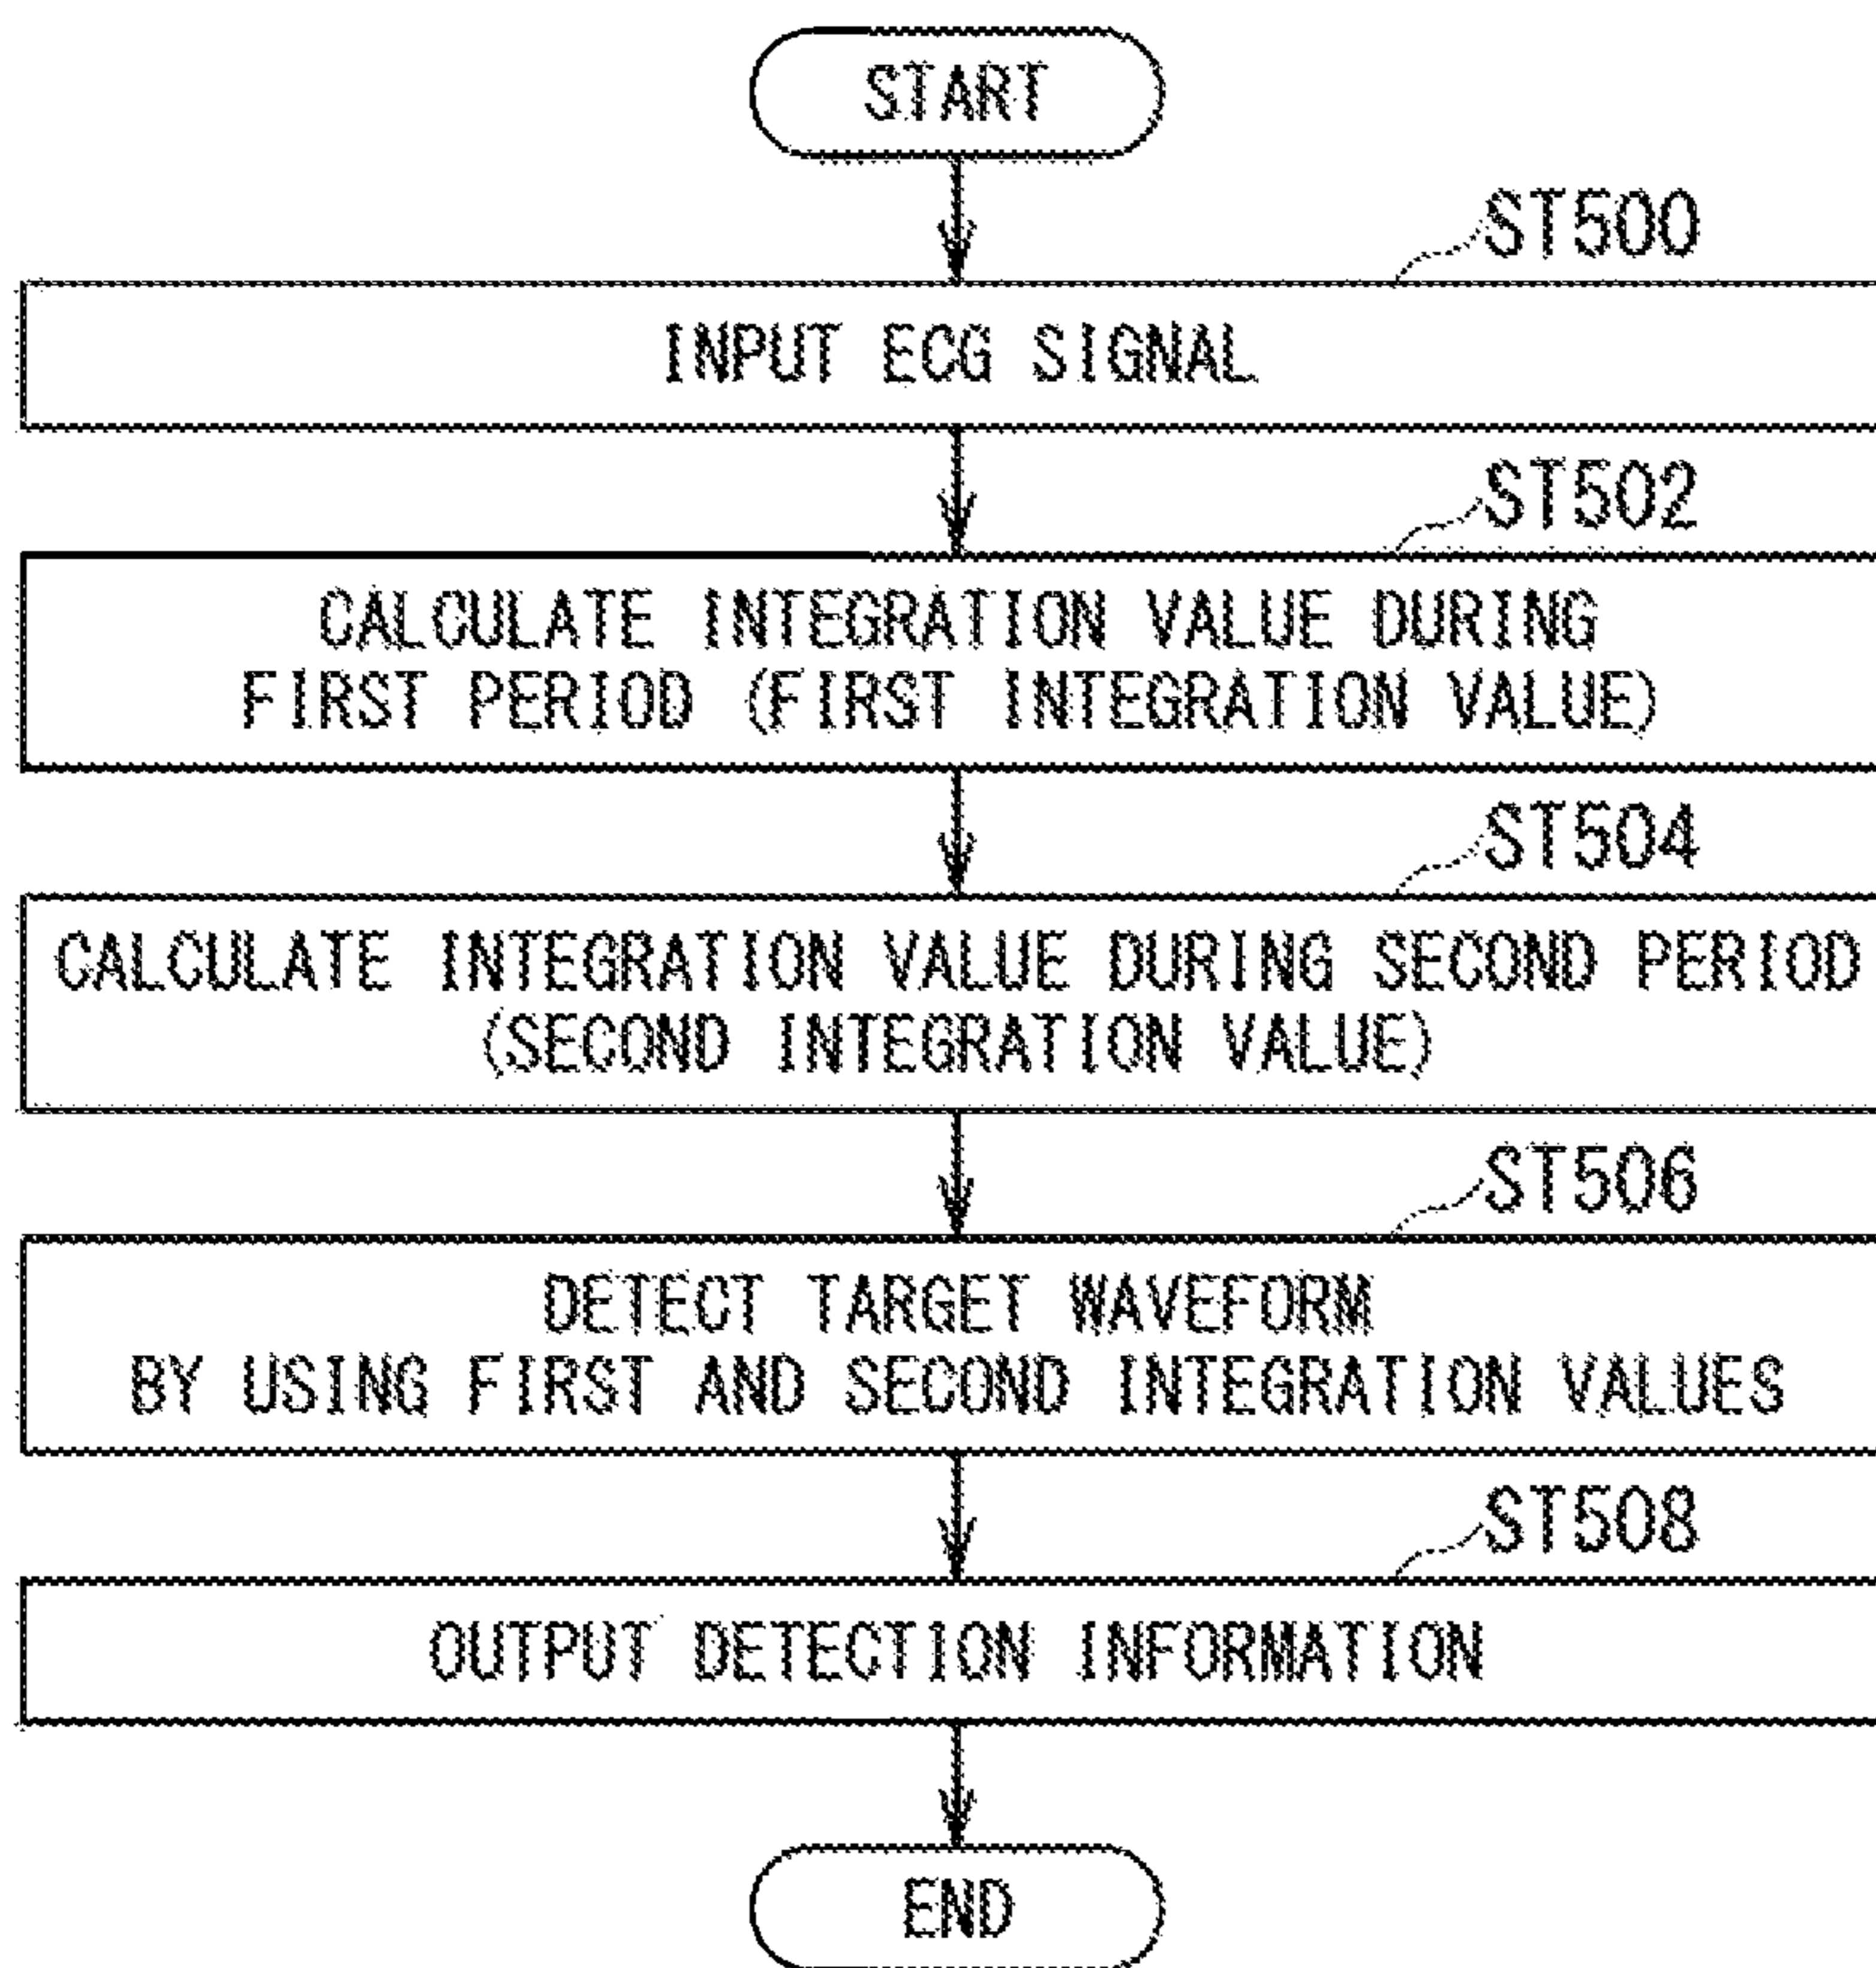 START
ST500
INPUT ECG SIGNAL
ST502
CALCULATE INTEGRATION VALUE DURING
FIRST PERIOD (FIRST INTEGRATION VALUE)
ST504
CALCULATE INTEGRATION VALUE DURING SECOND PERIOD
(SECOND INTEGRATION VALUE)
ST506
DETECT TARGET WAVEFORM
BY USING FIRST AND SECOND INTEGRATION VALUES
ST508
OUTPUT DETECTION INFORMATION
END